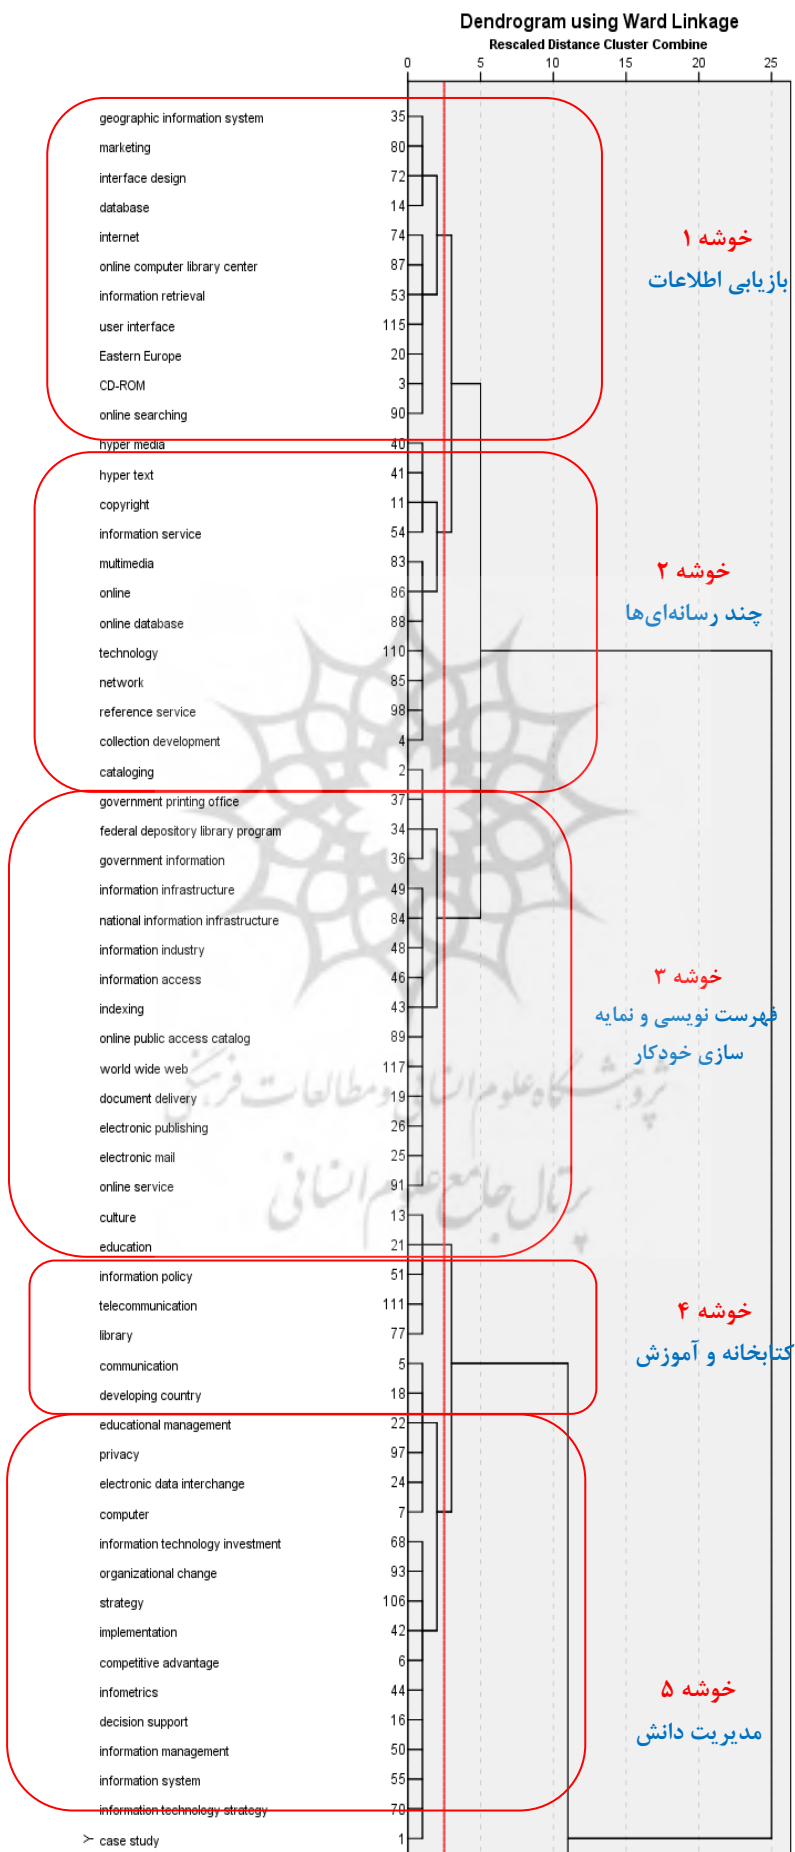 Dendrogram using Ward Linkage
Rescaled Distance Cluster Combine
0 5 10 15 20 25
geographic information system 35
marketing 80
interface design 72
database 14
internet 74
خوشه ۱
online computer library center 87
بازیابی اطلاعات
information retrieval 53
user interface 115
Eastern Europe 20
CD-ROM 3
online searching 90
hyper media 40
hyper text 41
copyright 11
information service 54
multimedia 83
خوشه ۲
online 86
چند رسانه‌ای‌ها
online database 88
technology 110
network 85
reference service 98
collection development 4
cataloging 2
government printing office 37
federal depository library program 34
government information 36
information infrastructure 49
national information infrastructure 84
information industry 48
information access 46
خوشه ۳
indexing 43
فهرست نویسی و نمایه
online public access catalog 89
سازی خودکار
world wide web 117
پژوهشگاه علوم انسانی و مطالعات فرهنگی
document delivery 19
electronic publishing 26
electronic mail 25
online service 91
پرتال جامع علوم انسانی
culture 13
education 21
information policy 51
telecommunication 111
خوشه ۴
library 77
کتابخانه و آموزش
communication 5
developing country 18
educational management 22
privacy 97
electronic data interchange 24
computer 7
information technology investment 68
organizational change 93
strategy 106
implementation 42
competitive advantage 6
infometrics 44
خوشه ۵
decision support 16
مدیریت دانش
information management 50
information system 55
information technology strategy 70
Y case study 1